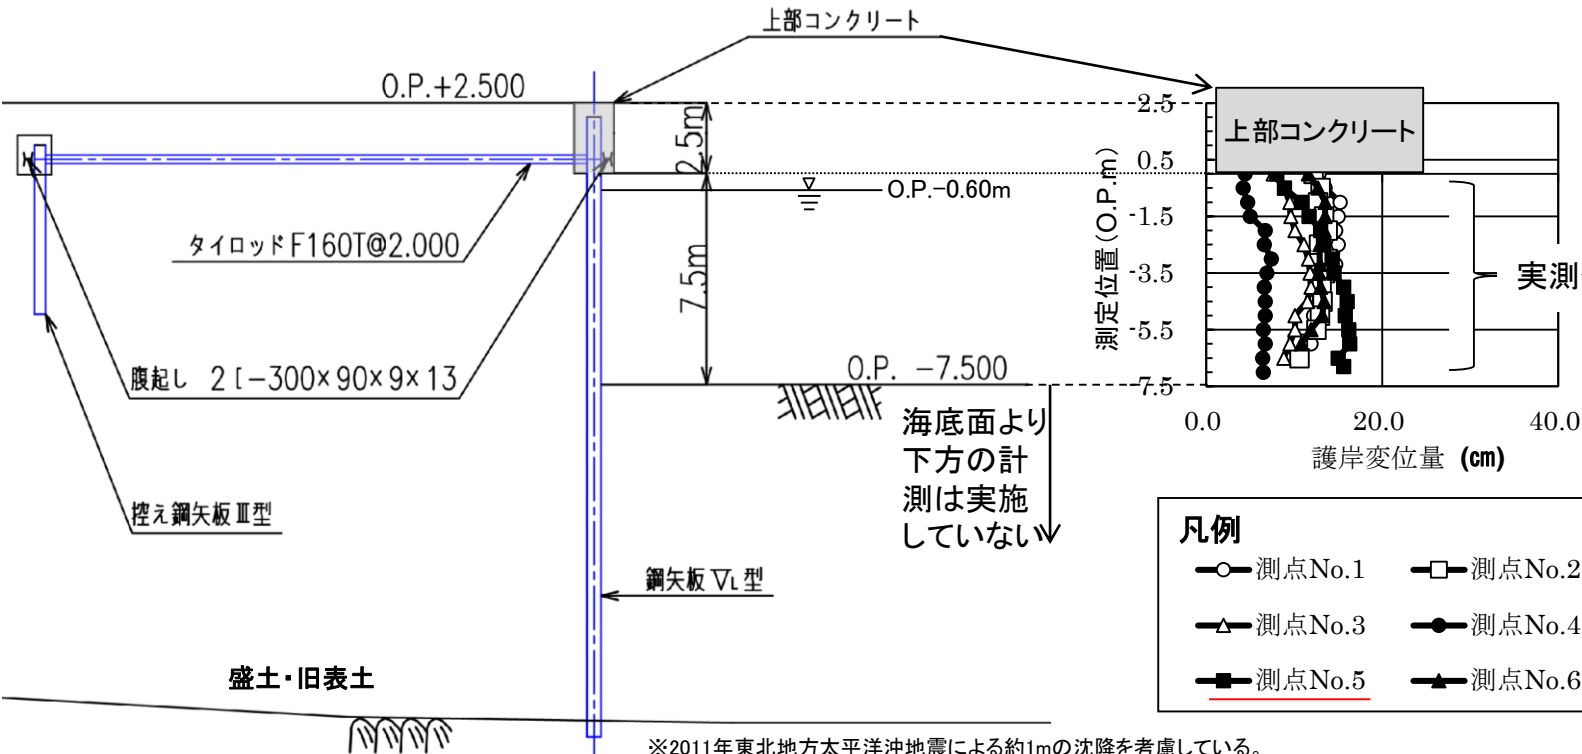 上部コンクリート
O.P.+2.500
2.5m
O.P.-0.60m
タイロッドF160T@2.000
7.5m
腹起し 2[-300×90×9×13
O.P. -7.500
海底面より
下方の計
測は実施
していない
控え鋼矢板Ⅲ型
鋼矢板ⅤL型
盛土・旧表土
※2011年東北地方太平洋沖地震による約1mの沈降を考慮している。
上部コンクリート
測定位置(O.P.m)
2.5
0.5
-1.5
-3.5
-5.5
-7.5
0.0 20.0 40.0
護岸変位量 (cm)
実測
凡例
測点No.1 測点No.2
測点No.3 測点No.4
測点No.5 測点No.6